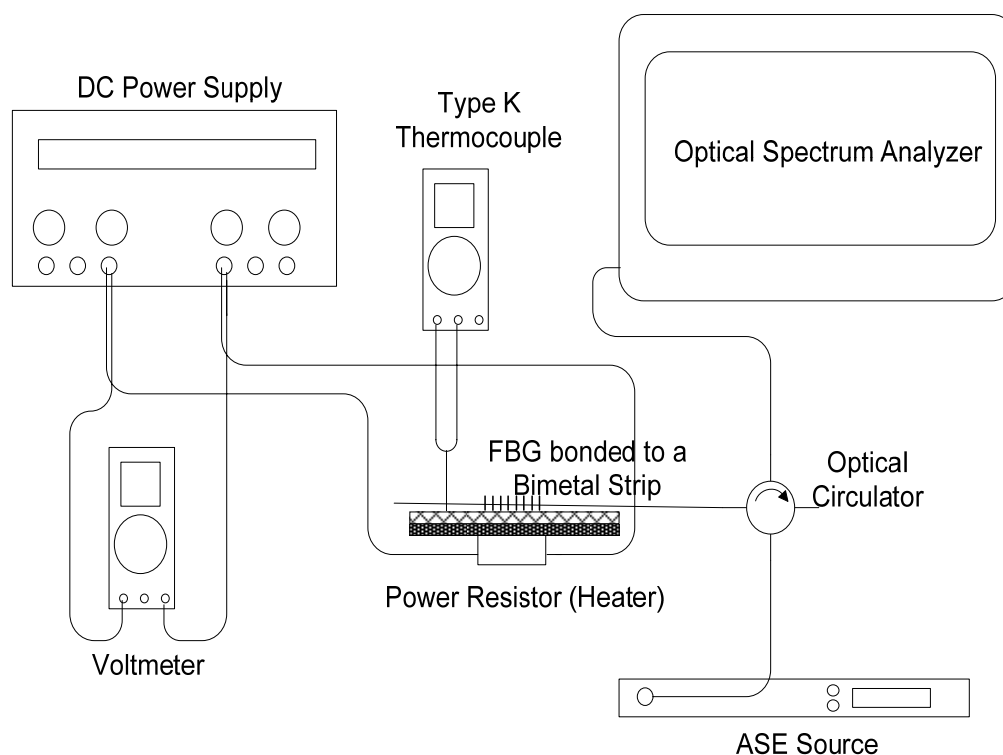 DC Power Supply
Type K
Thermocouple
Optical Spectrum Analyzer
FBG bonded to a
Bimetal Strip
Optical
Circulator
Power Resistor (Heater)
Voltmeter
ASE Source